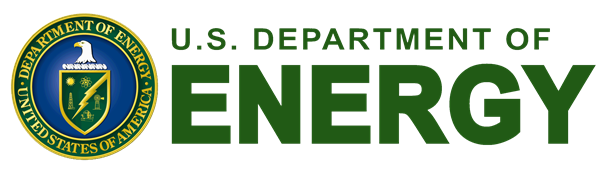 DEPARTMENT OF ENERGY
UNITED STATES OF AMERICA
U.S. DEPARTMENT OF
ENERGY